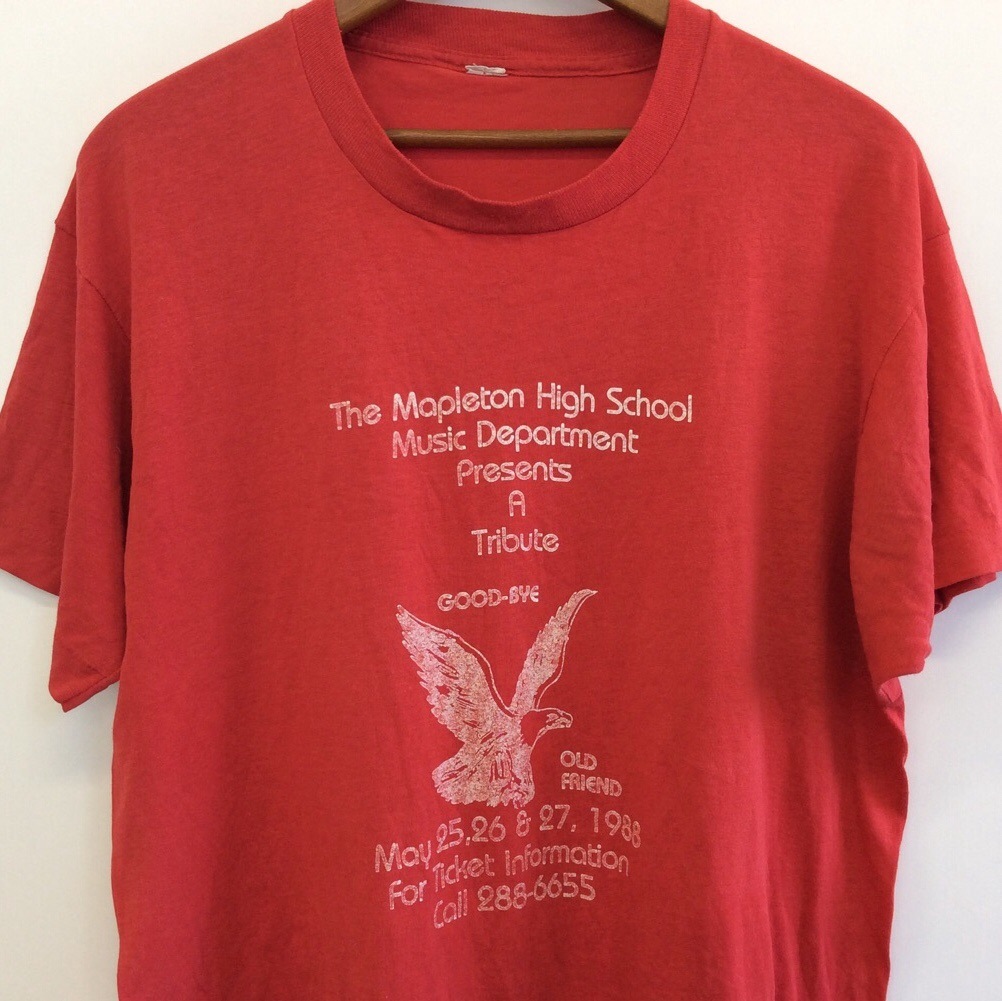 The Mapleton High School
Music Department
Presents
A
Tribute
GOOD-BYE
OLD
FRIEND
May 25,26 & 27, 1988
For Ticket Information
Call 288-6655